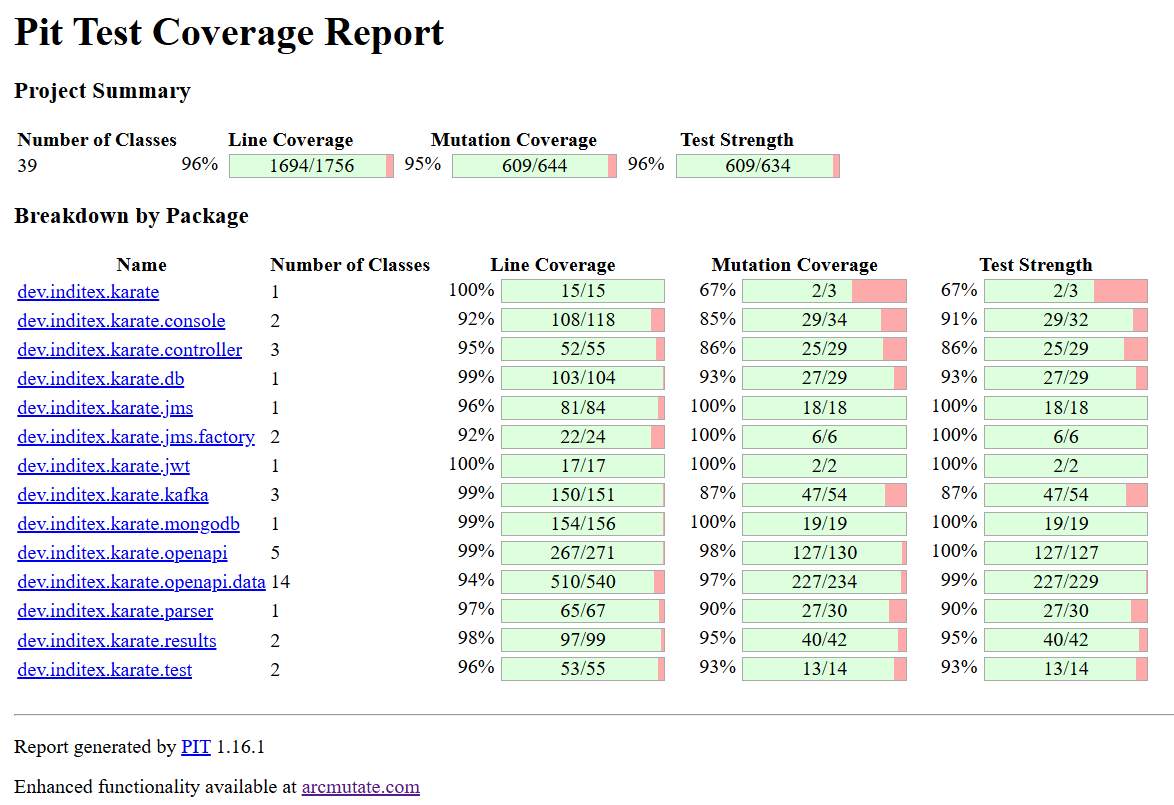 Pit Test Coverage Report
Project Summary
Number of Classes Line Coverage Mutation Coverage Test Strength
39 96% 1694/1756 95% 609/644 96% 609/634
Breakdown by Package
Name Number of Classes Line Coverage Mutation Coverage Test Strength
dev.inditex.karate 1 100% 15/15 67% 2/3 67% 2/3
dev.inditex.karate.console 2 92% 108/118 85% 29/34 91% 29/32
dev.inditex.karate.controller 3 95% 52/55 86% 25/29 86% 25/29
dev.inditex.karate.db 1 99% 103/104 93% 27/29 93% 27/29
dev.inditex.karate.jms 1 96% 81/84 100% 18/18 100% 18/18
dev.inditex.karate.jms.factory 2 92% 22/24 100% 6/6 100% 6/6
dev.inditex.karate.jwt 1 100% 17/17 100% 2/2 100% 2/2
dev.inditex.karate.kafka 3 99% 150/151 87% 47/54 87% 47/54
dev.inditex.karate.mongodb 1 99% 154/156 100% 19/19 100% 19/19
dev.inditex.karate.openapi 5 99% 267/271 98% 127/130 100% 127/127
dev.inditex.karate.openapi.data 14 94% 510/540 97% 227/234 99% 227/229
dev.inditex.karate.parser 1 97% 65/67 90% 27/30 90% 27/30
dev.inditex.karate.results 2 98% 97/99 95% 40/42 95% 40/42
dev.inditex.karate.test 2 96% 53/55 93% 13/14 93% 13/14
Report generated by PIT 1.16.1
Enhanced functionality available at arcmutate.com